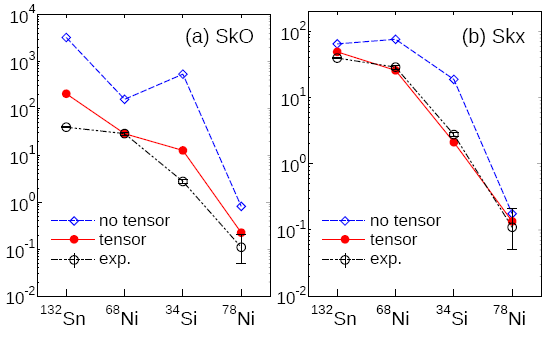 (a) SkO
10^4
10^3
10^2
10^1
10^0
10^-1
10^-2
no tensor
tensor
exp.
^132Sn ^68Ni ^34Si ^78Ni
(b) Skx
10^2
10^1
10^0
10^-1
10^-2
no tensor
tensor
exp.
^132Sn ^68Ni ^34Si ^78Ni